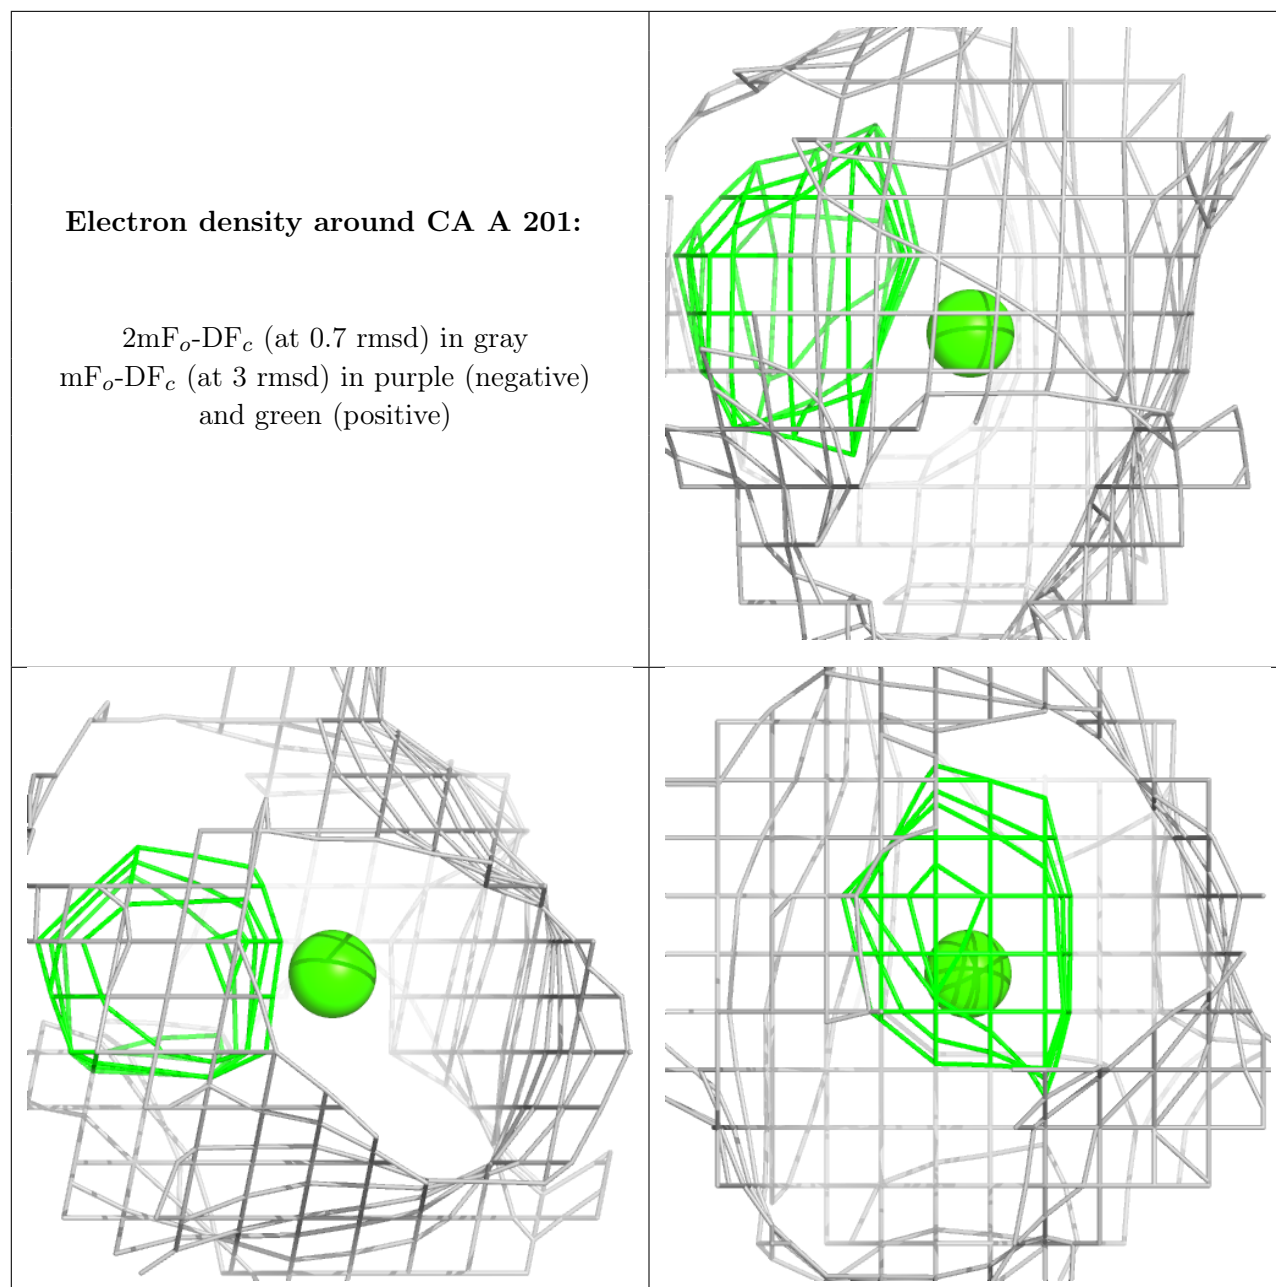 Electron density around CA A 201:
2mFo-DFc (at 0.7 rmsd) in gray
mFo-DFc (at 3 rmsd) in purple (negative)
and green (positive)